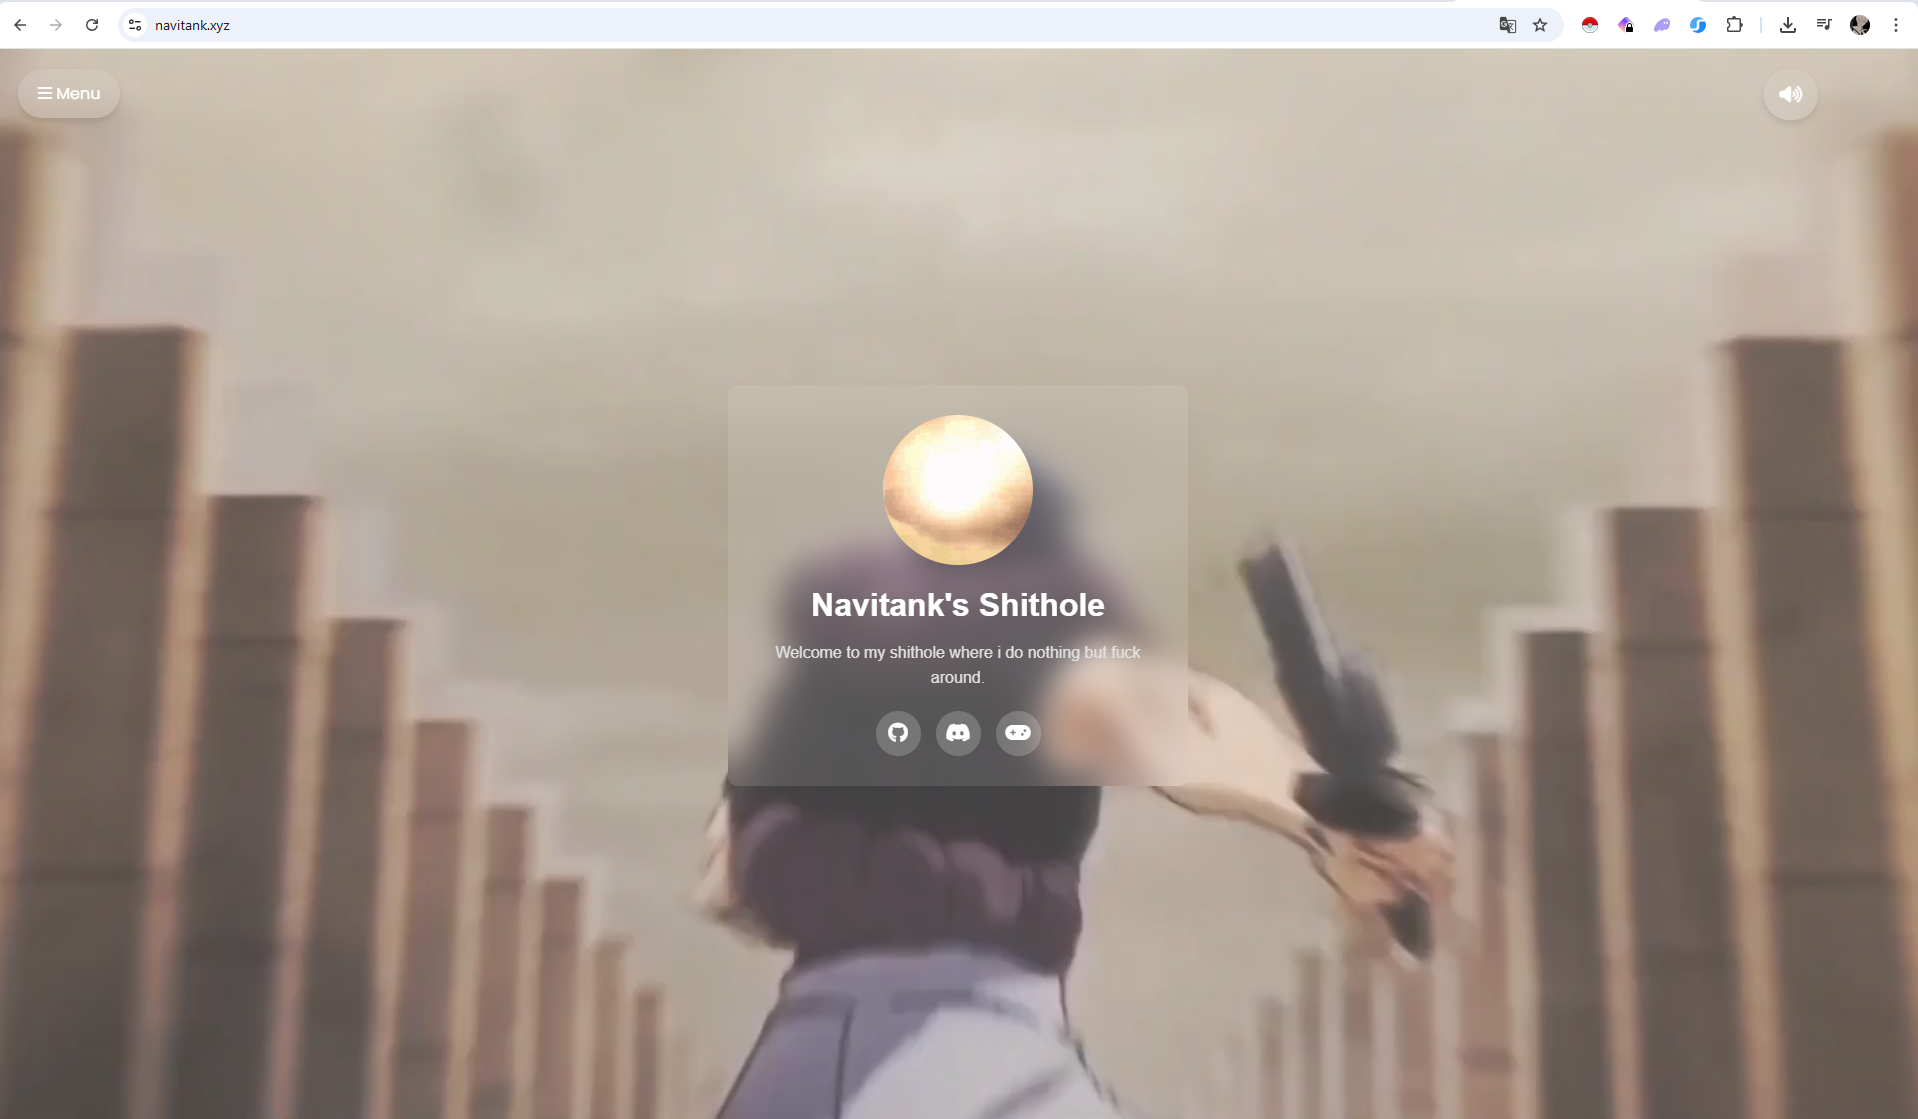 navitank.xyz
Menu
Navitank's Shithole
Welcome to my shithole where i do nothing but fuck
around.